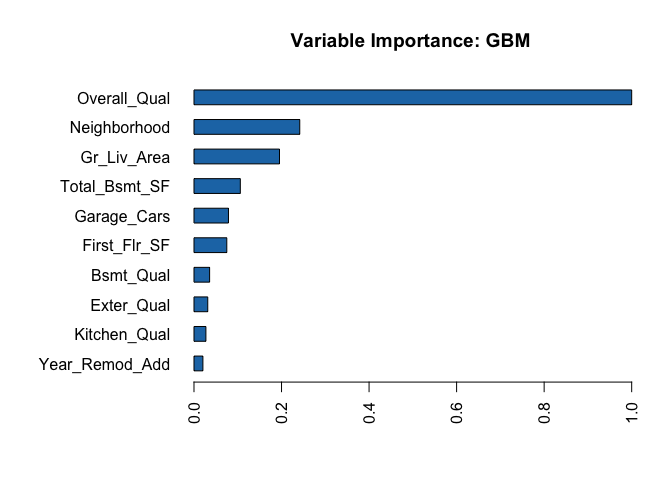 Variable Importance: GBM
Overall_Qual
Neighborhood
Gr_Liv_Area
Total_Bsmt_SF
Garage_Cars
First_Flr_SF
Bsmt_Qual
Exter_Qual
Kitchen_Qual
Year_Remod_Add
0.0 0.2 0.4 0.6 0.8 1.0